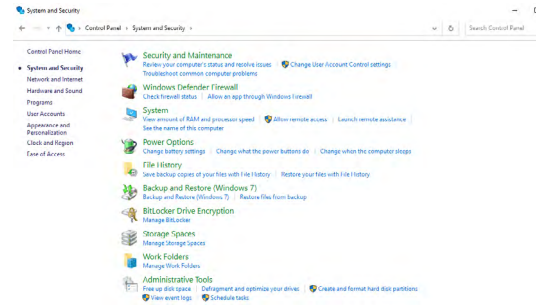 System and Security
Control Panel › System and Security ›
Search Control Panel
Control Panel Home
System and Security
Network and Internet
Hardware and Sound
Programs
User Accounts
Appearance and
Personalization
Clock and Region
Ease of Access
Security and Maintenance
Review your computer's status and resolve issues | Change User Account Control settings
Troubleshoot common computer problems
Windows Defender Firewall
Check firewall status | Allow an app through Windows Firewall
System
View amount of RAM and processor speed | Allow remote access | Launch remote assistance
See the name of this computer
Power Options
Change battery settings | Change what the power buttons do | Change when the computer sleeps
File History
Save backup copies of your files with File History | Restore your files with File History
Backup and Restore (Windows 7)
Backup and Restore (Windows 7) | Restore files from backup
BitLocker Drive Encryption
Manage BitLocker
Storage Spaces
Manage Storage Spaces
Work Folders
Manage Work Folders
Administrative Tools
Free up disk space | Defragment and optimize your drives | Create and format hard disk partitions
View event logs | Schedule tasks